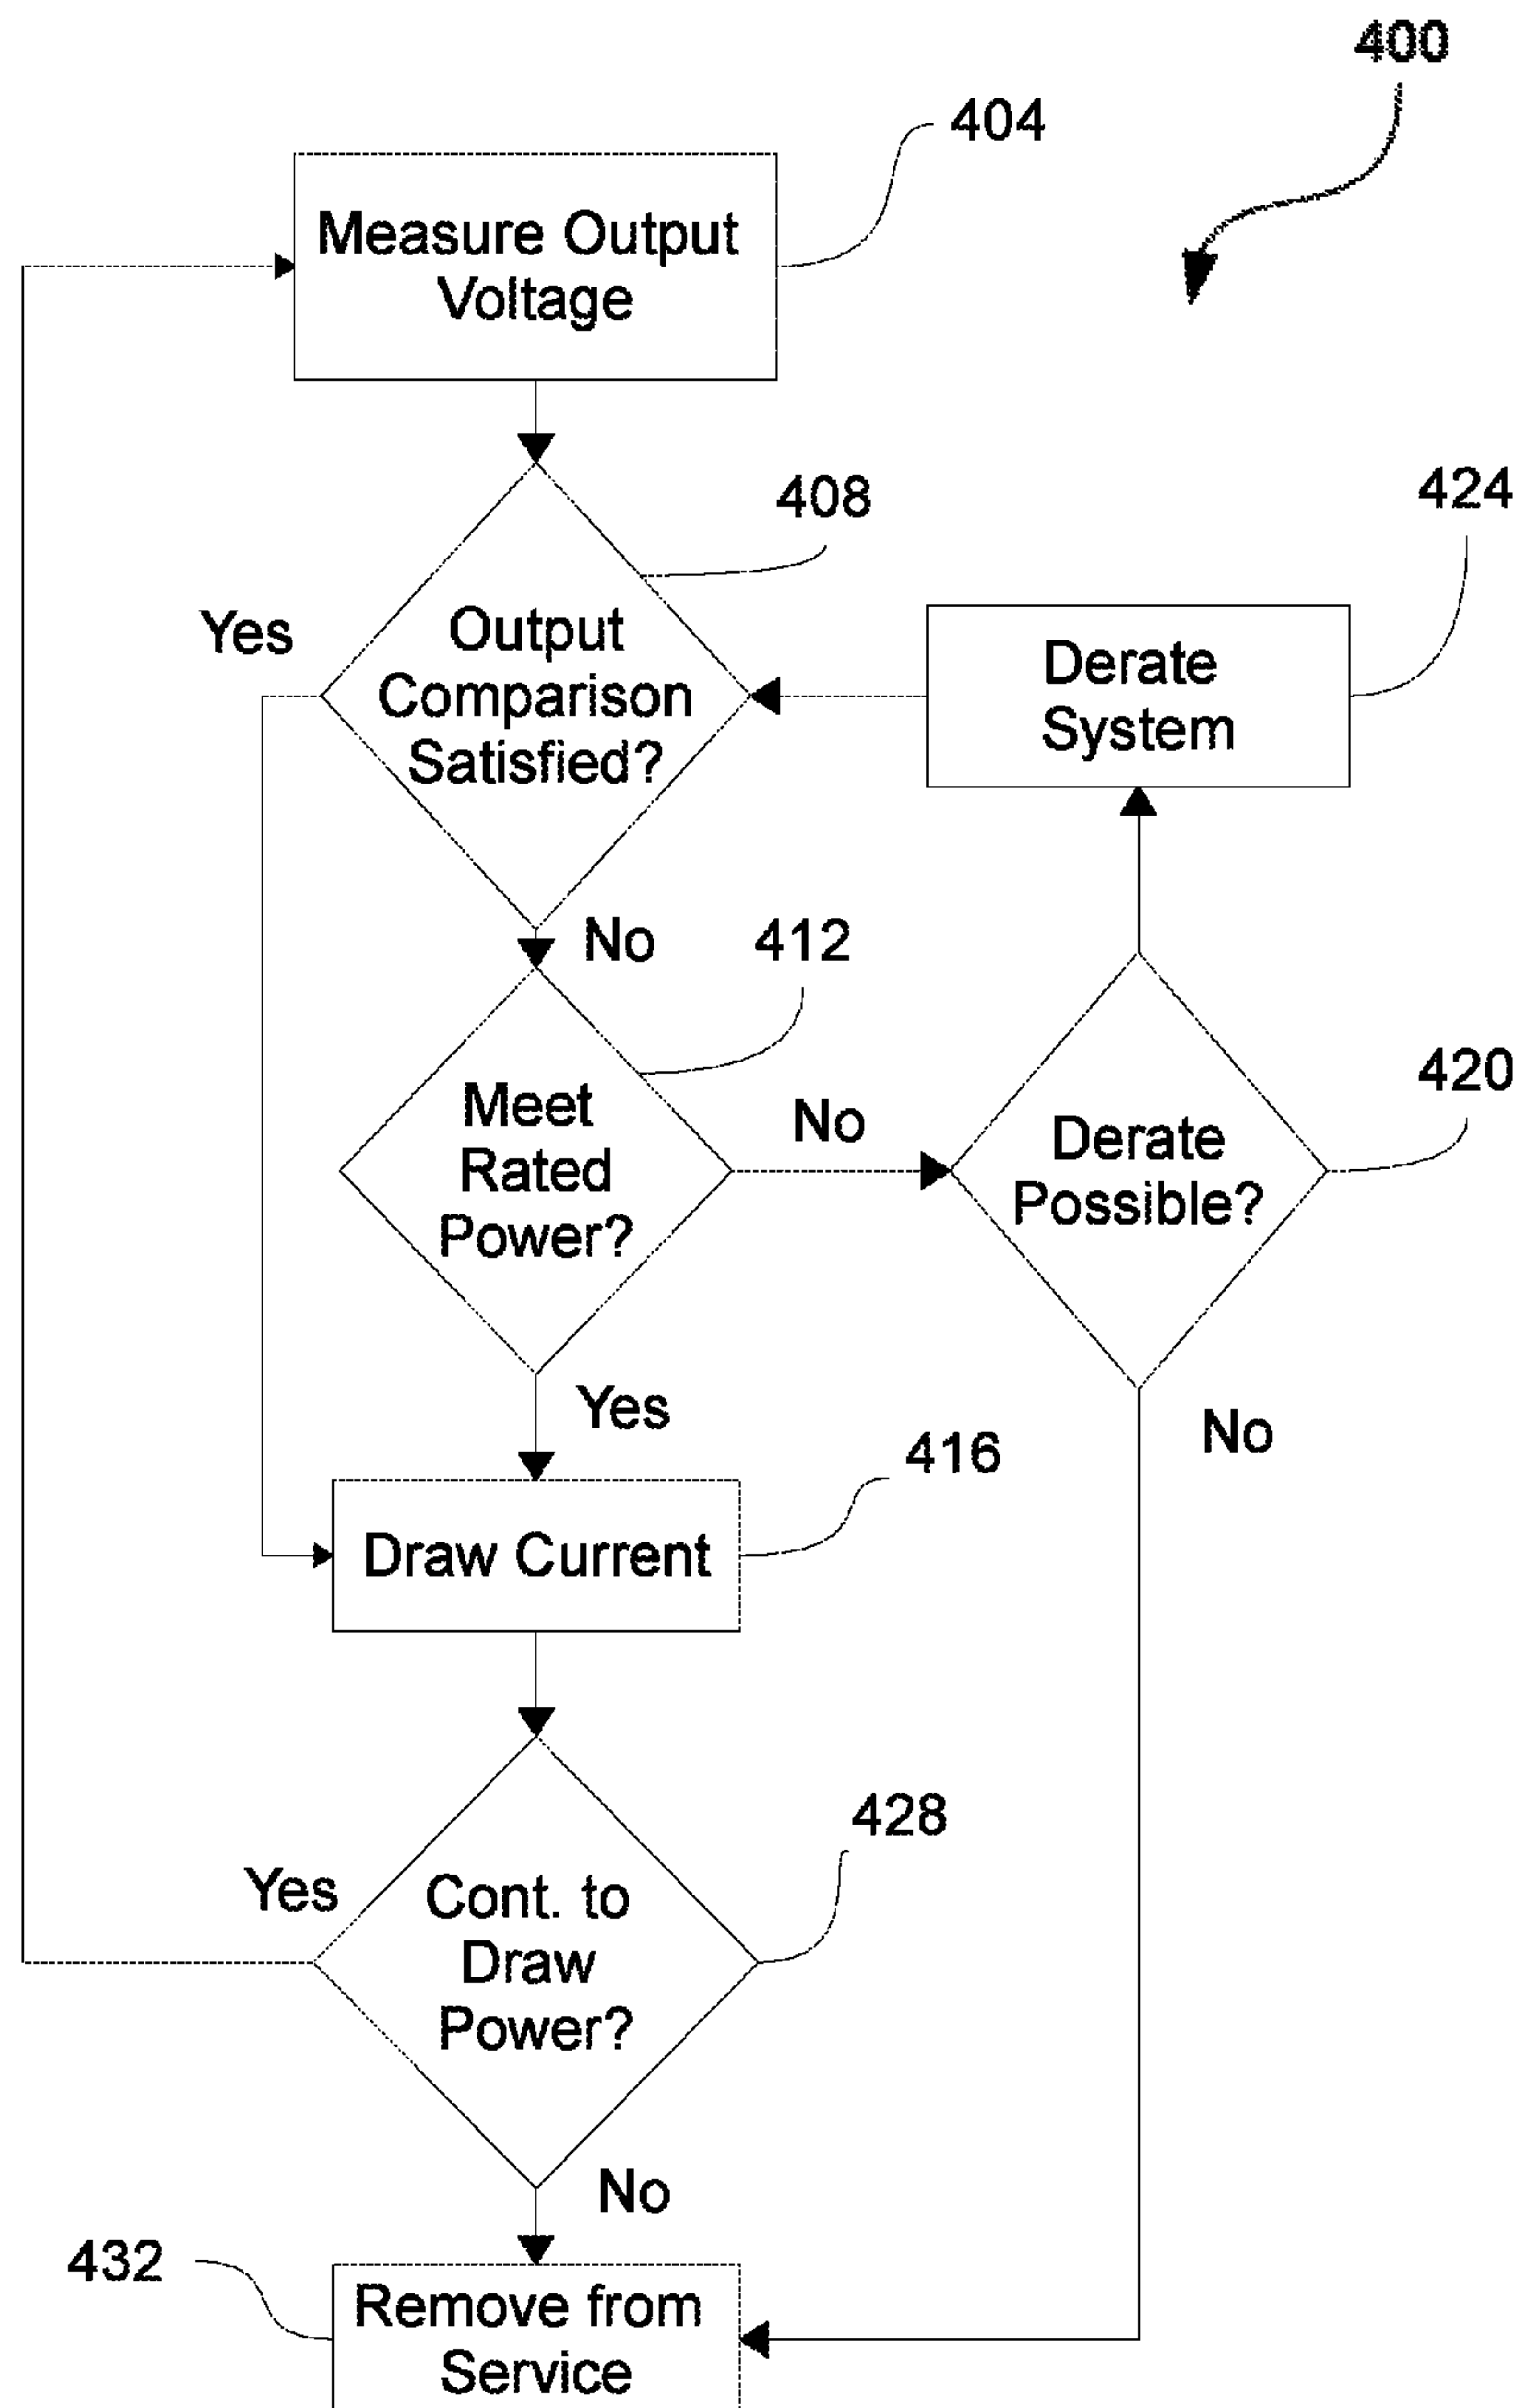 400
404
Measure Output
Voltage
408
424
Yes
Output
Comparison
Satisfied?
Derate
System
No
412
420
Meet
Rated
Power?
No
Derate
Possible?
Yes
No
416
Draw Current
428
Yes
Cont. to
Draw
Power?
No
432
Remove from
Service